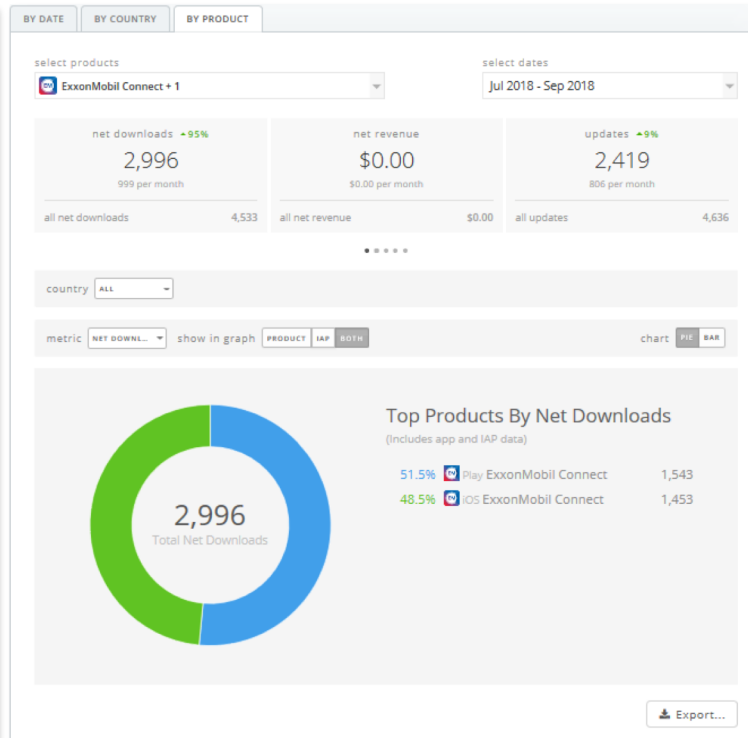 BY DATE BY COUNTRY BY PRODUCT
select products select dates
ExxonMobil Connect + 1 Jul 2018 - Sep 2018
net downloads 95% net revenue updates 9%
2,996 $0.00 2,419
999 per month $0.00 per month 806 per month
all net downloads 4,533 all net revenue $0.00 all updates 4,636
country ALL
metric NET DOWNL... show in graph PRODUCT IAP BOTH chart PIE BAR
Top Products By Net Downloads
(Includes app and IAP data)
51.5% Play ExxonMobil Connect 1,543
48.5% iOS ExxonMobil Connect 1,453
2,996
Total Net Downloads
Export...